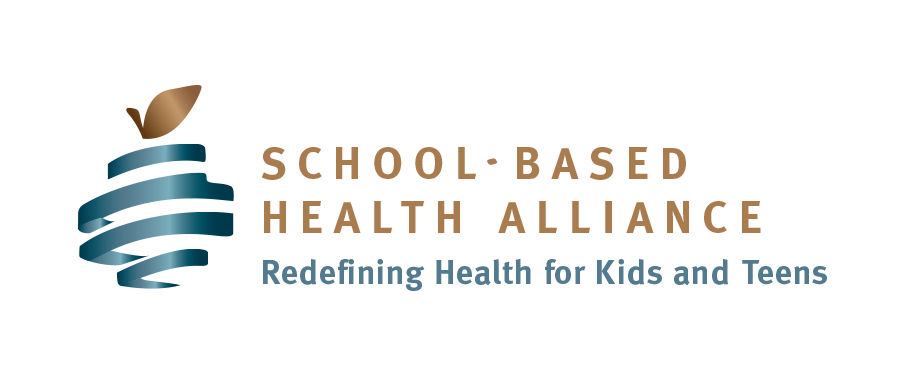 SCHOOL-BASED
HEALTH ALLIANCE
Redefining Health for Kids and Teens